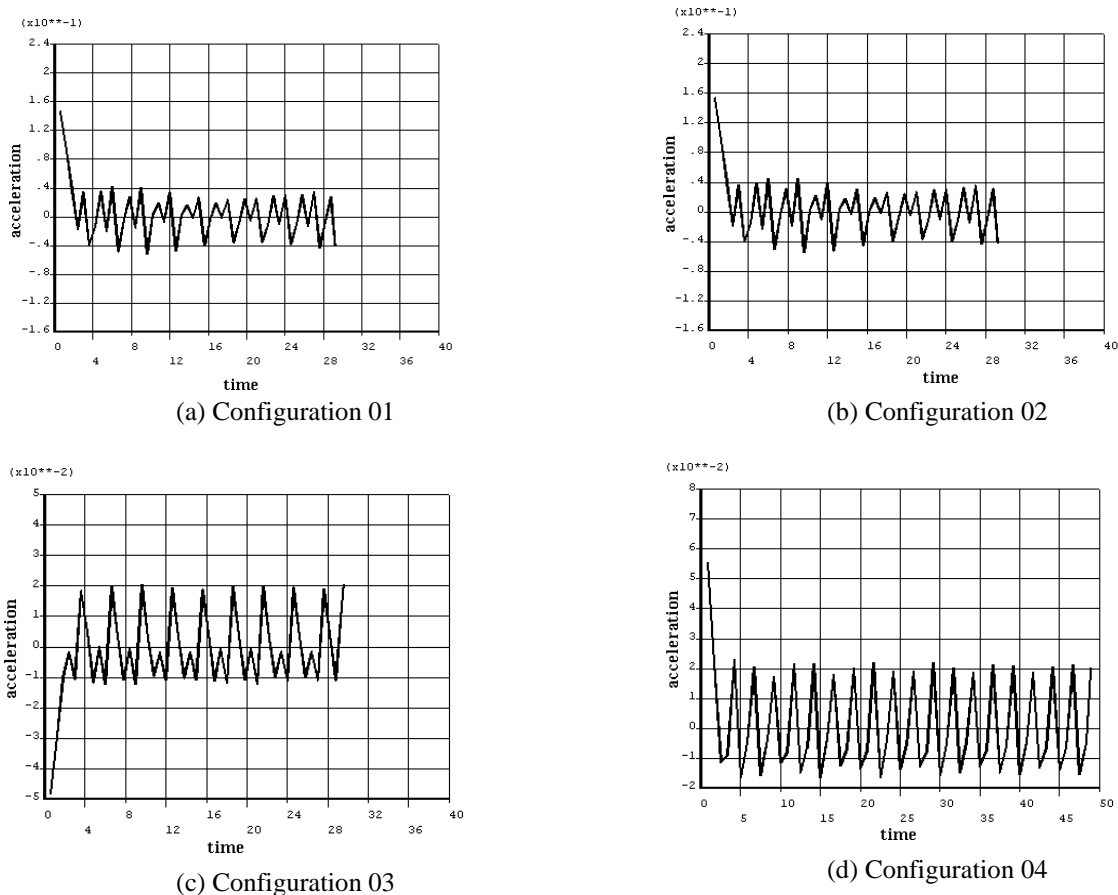 (x10**-1)
2.4
2
1.6
1.2
.8
.4
0
-.4
-.8
-1.2
-1.6
acceleration
0 8 16 24 32 40
4 12 20 28 36
time
(a) Configuration 01
(x10**-1)
2.4
2
1.6
1.2
.8
.4
0
-.4
-.8
-1.2
-1.6
acceleration
0 8 16 24 32 40
4 12 20 28 36
time
(b) Configuration 02
(x10**-2)
5
4
3
2
1
0
-1
-2
-3
-4
-5
acceleration
0 8 16 24 32 40
4 12 20 28 36
time
(c) Configuration 03
(x10**-2)
8
7
6
5
4
3
2
1
0
-1
-2
acceleration
0 10 20 30 40 50
5 15 25 35 45
time
(d) Configuration 04